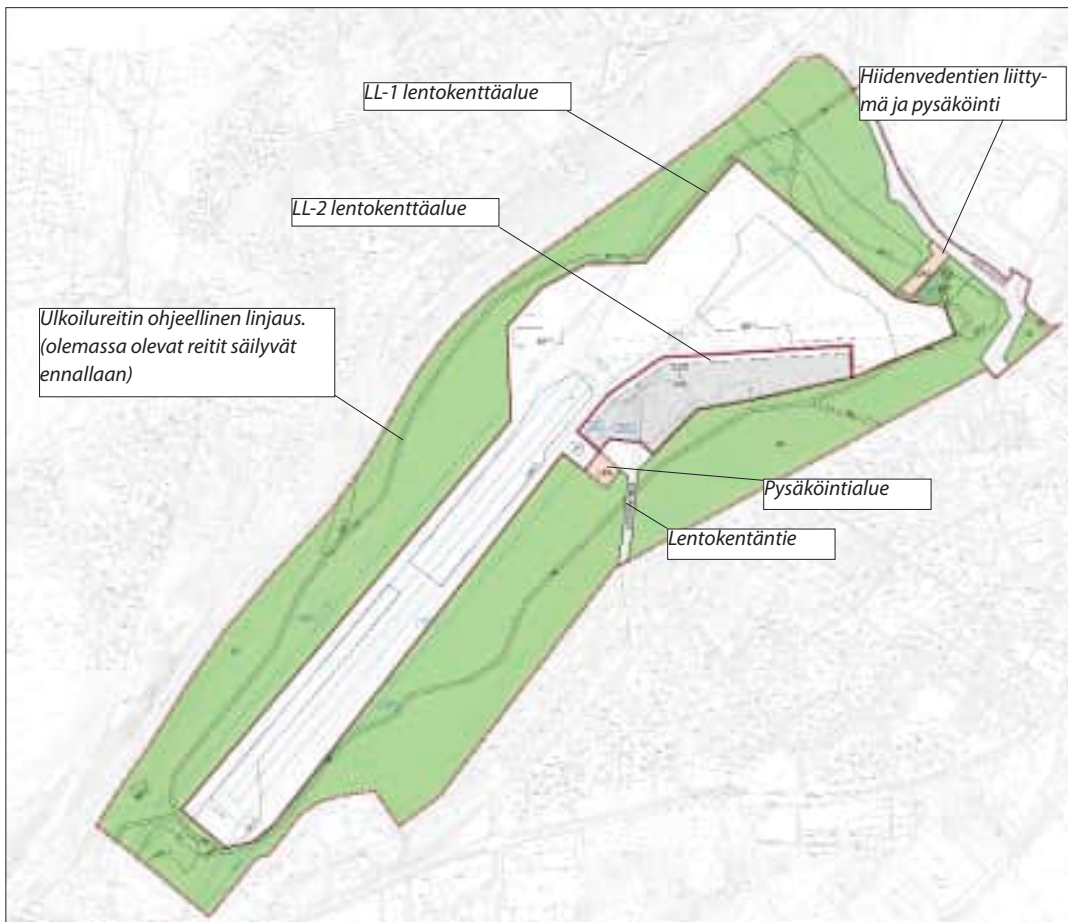 LL-1 lentokenttäalue
Hiidenvedentien liitty-
mä ja pysäköinti
LL-2 lentokenttäalue
Ulkoilureitin ohjeellinen linjaus.
(olemassa olevat reitit säilyvät
ennallaan)
Pysäköintialue
Lentokentäntie